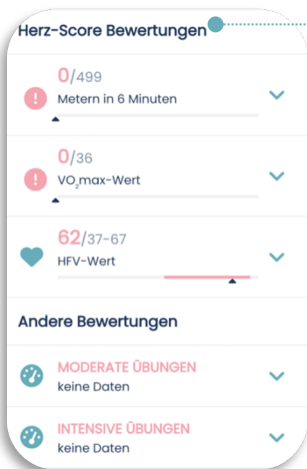 Herz-Score Bewertungen
0/499
Metern in 6 Minuten
0/36
VO₂max-Wert
62/37-67
HFV-Wert
Andere Bewertungen
MODERATE ÜBUNGEN
keine Daten
INTENSIVE ÜBUNGEN
keine Daten